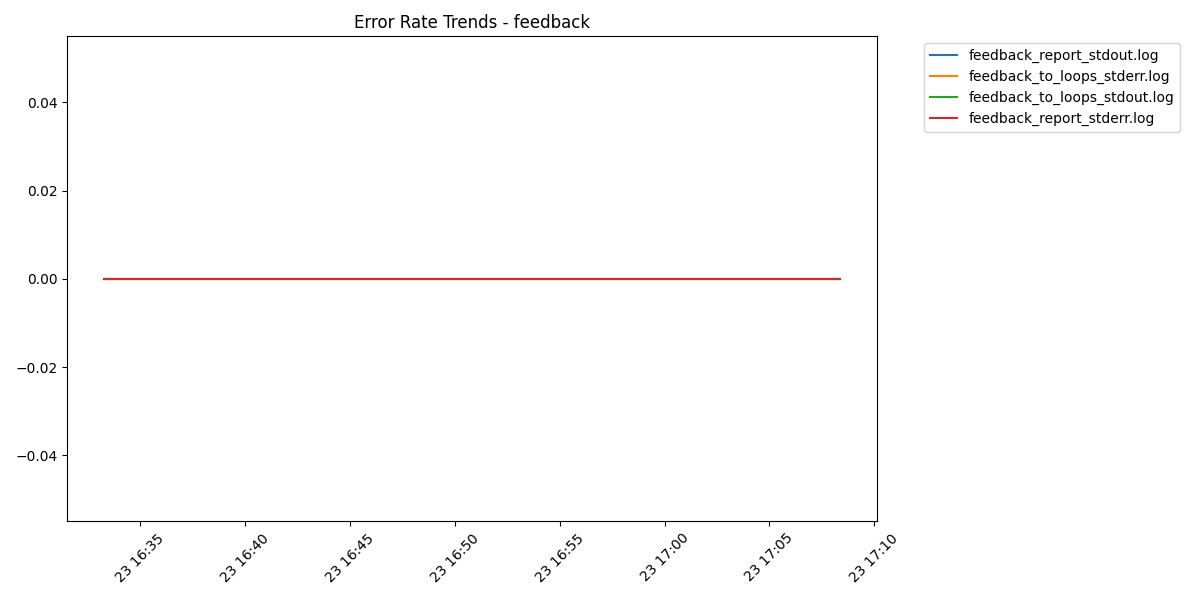 Error Rate Trends - feedback
feedback_report_stdout.log
feedback_to_loops_stderr.log
feedback_to_loops_stdout.log
feedback_report_stderr.log
0.04
0.02
0.00
−0.02
−0.04
23 16:35
23 16:40
23 16:45
23 16:50
23 16:55
23 17:00
23 17:05
23 17:10